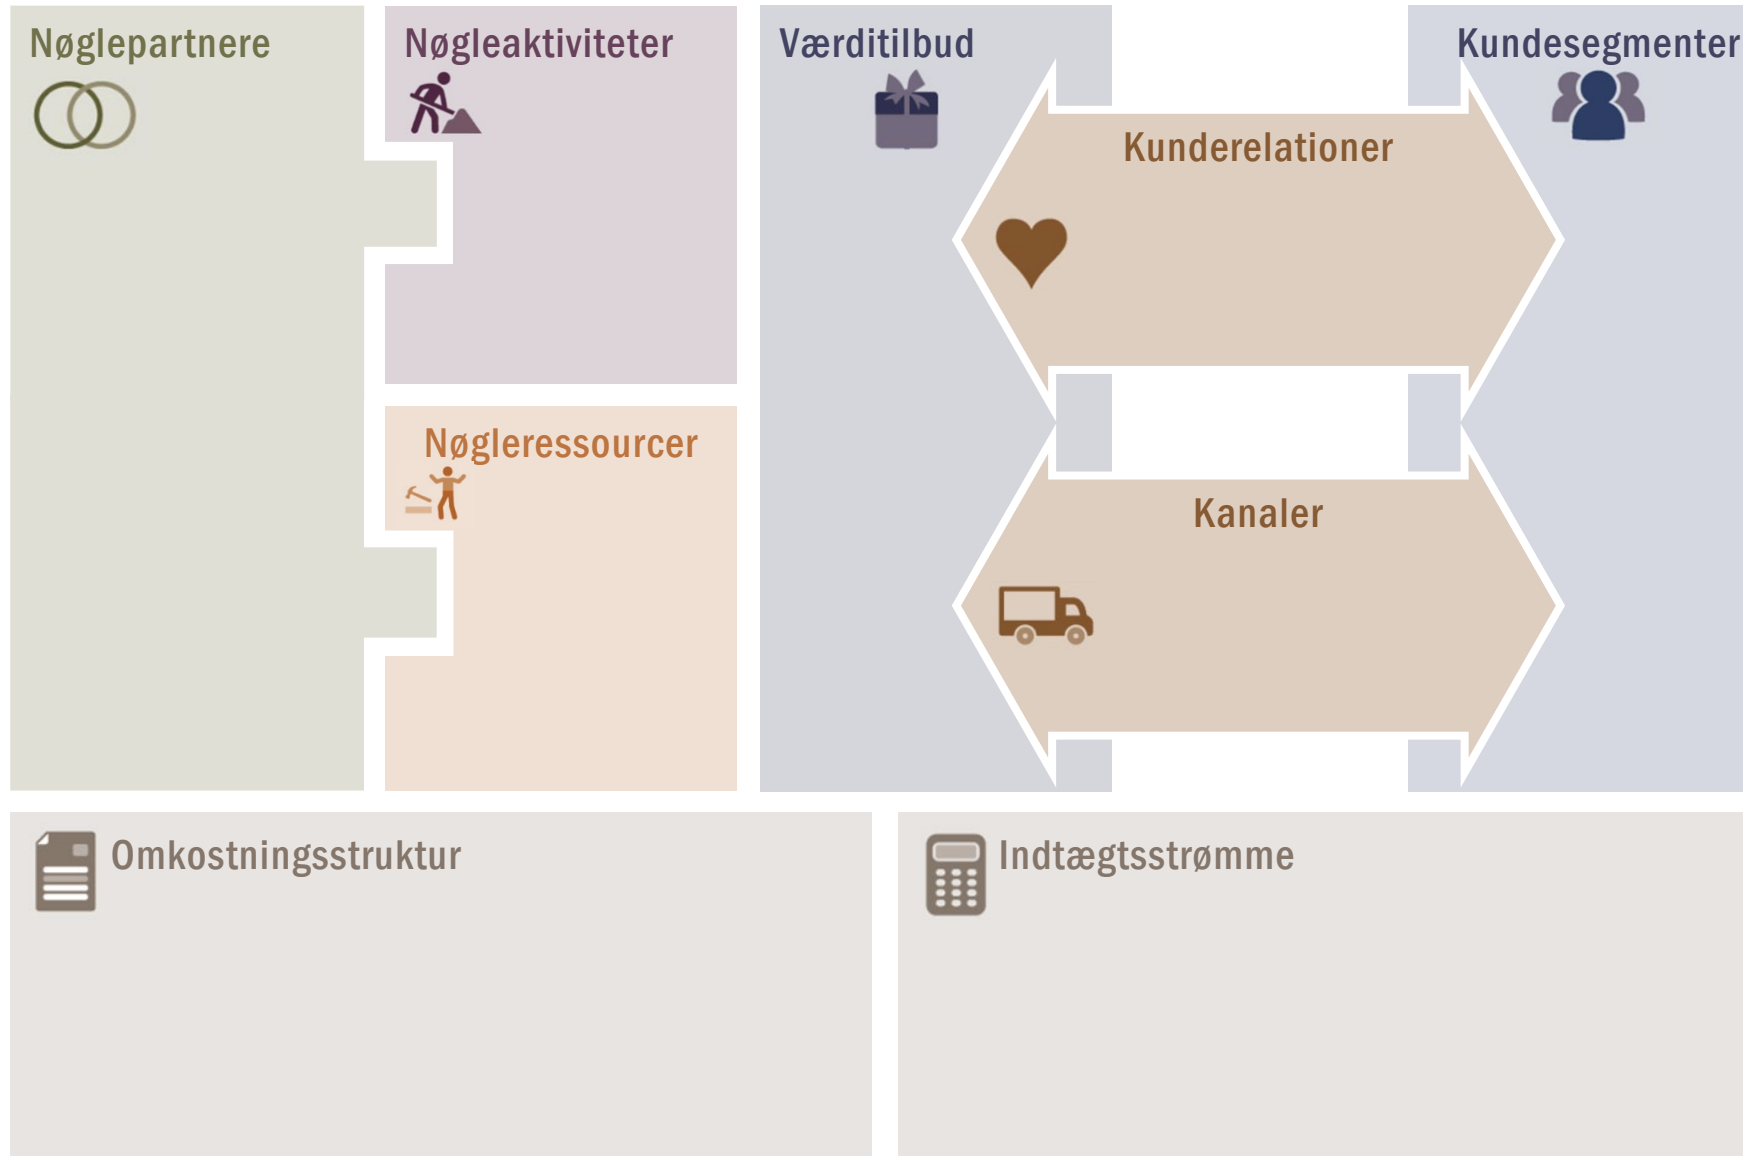 Nøglepartnere
Nøgleaktiviteter
Værditilbud
Kundesegmenter
Kunderelationer
Nøgleressourcer
Kanaler
Omkostningsstruktur
Indtægtsstrømme